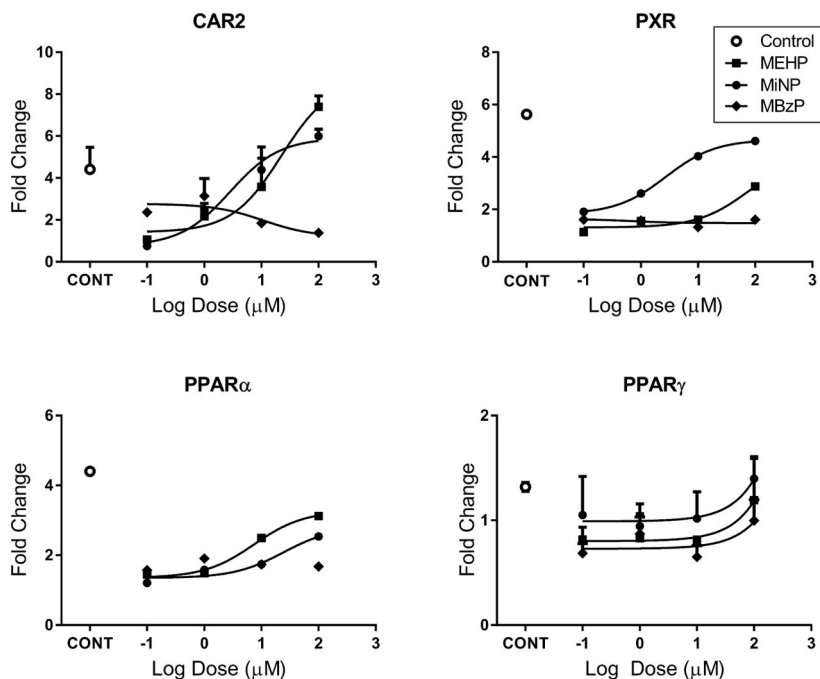 CAR2
Fold Change
10
8
6
4
2
0
CONT -1 0 1 2 3
Log Dose (μM)
PXR
Fold Change
8
6
4
2
0
CONT -1 0 1 2 3
Log Dose (μM)
Control
MEHP
MiNP
MBzP
PPARα
Fold Change
6
4
2
0
CONT -1 0 1 2 3
Log Dose (μM)
PPARγ
Fold Change
2
1
0
CONT -1 0 1 2 3
Log Dose (μM)